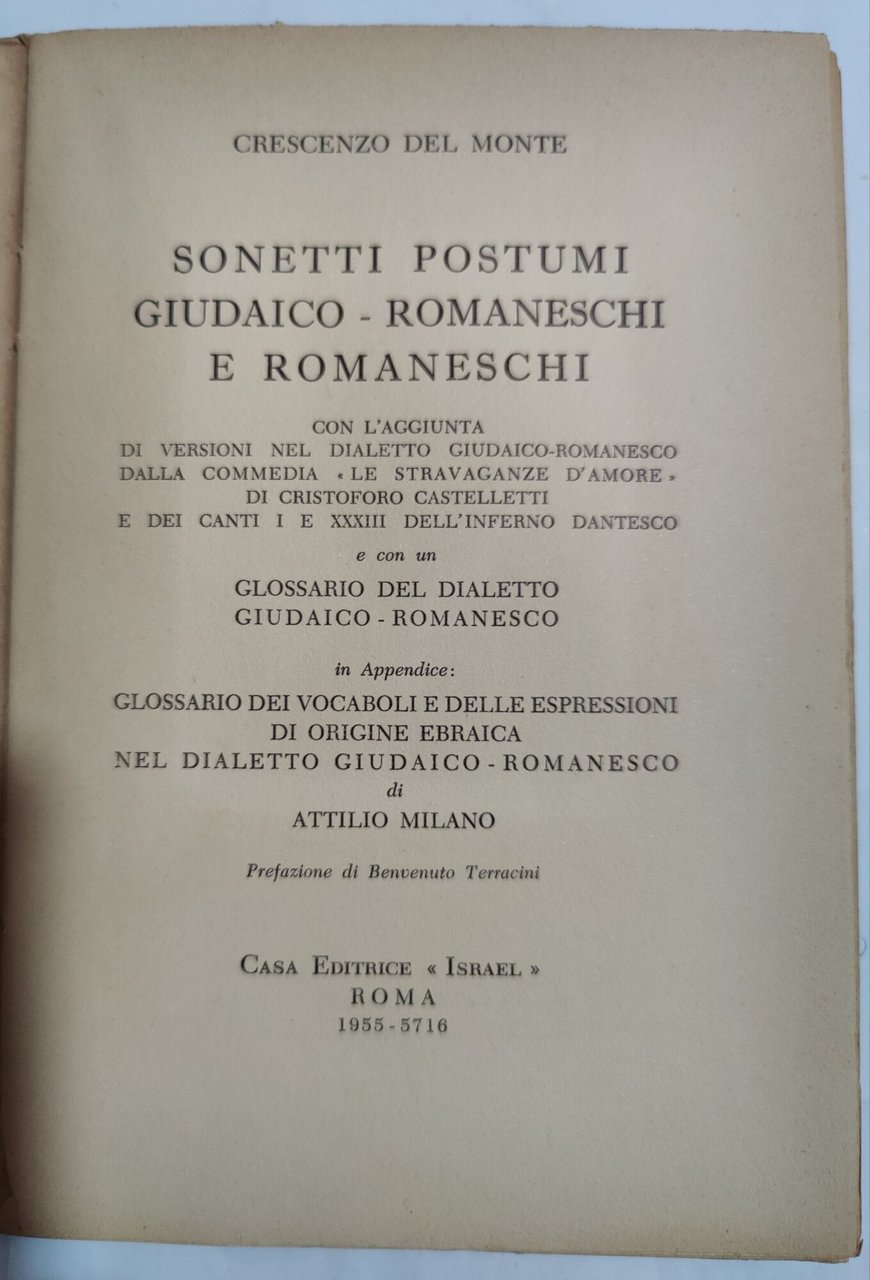 CRESCENZO DEL MONTE
SONETTI POSTUMI
GIUDAICO - ROMANESCHI
E ROMANESCHI
CON L'AGGIUNTA
DI VERSIONI NEL DIALETTO GIUDAICO-ROMANESCO
DALLA COMMEDIA « LE STRAVAGANZE D'AMORE »
DI CRISTOFORO CASTELLETTI
E DEI CANTI I E XXXIII DELL'INFERNO DANTESCO
e con un
GLOSSARIO DEL DIALETTO
GIUDAICO - ROMANESCO
in Appendice:
GLOSSARIO DEI VOCABOLI E DELLE ESPRESSIONI
DI ORIGINE EBRAICA
NEL DIALETTO GIUDAICO - ROMANESCO
di
ATTILIO MILANO
Prefazione di Benvenuto Terracini
CASA EDITRICE « ISRAEL »
ROMA
1955-5716